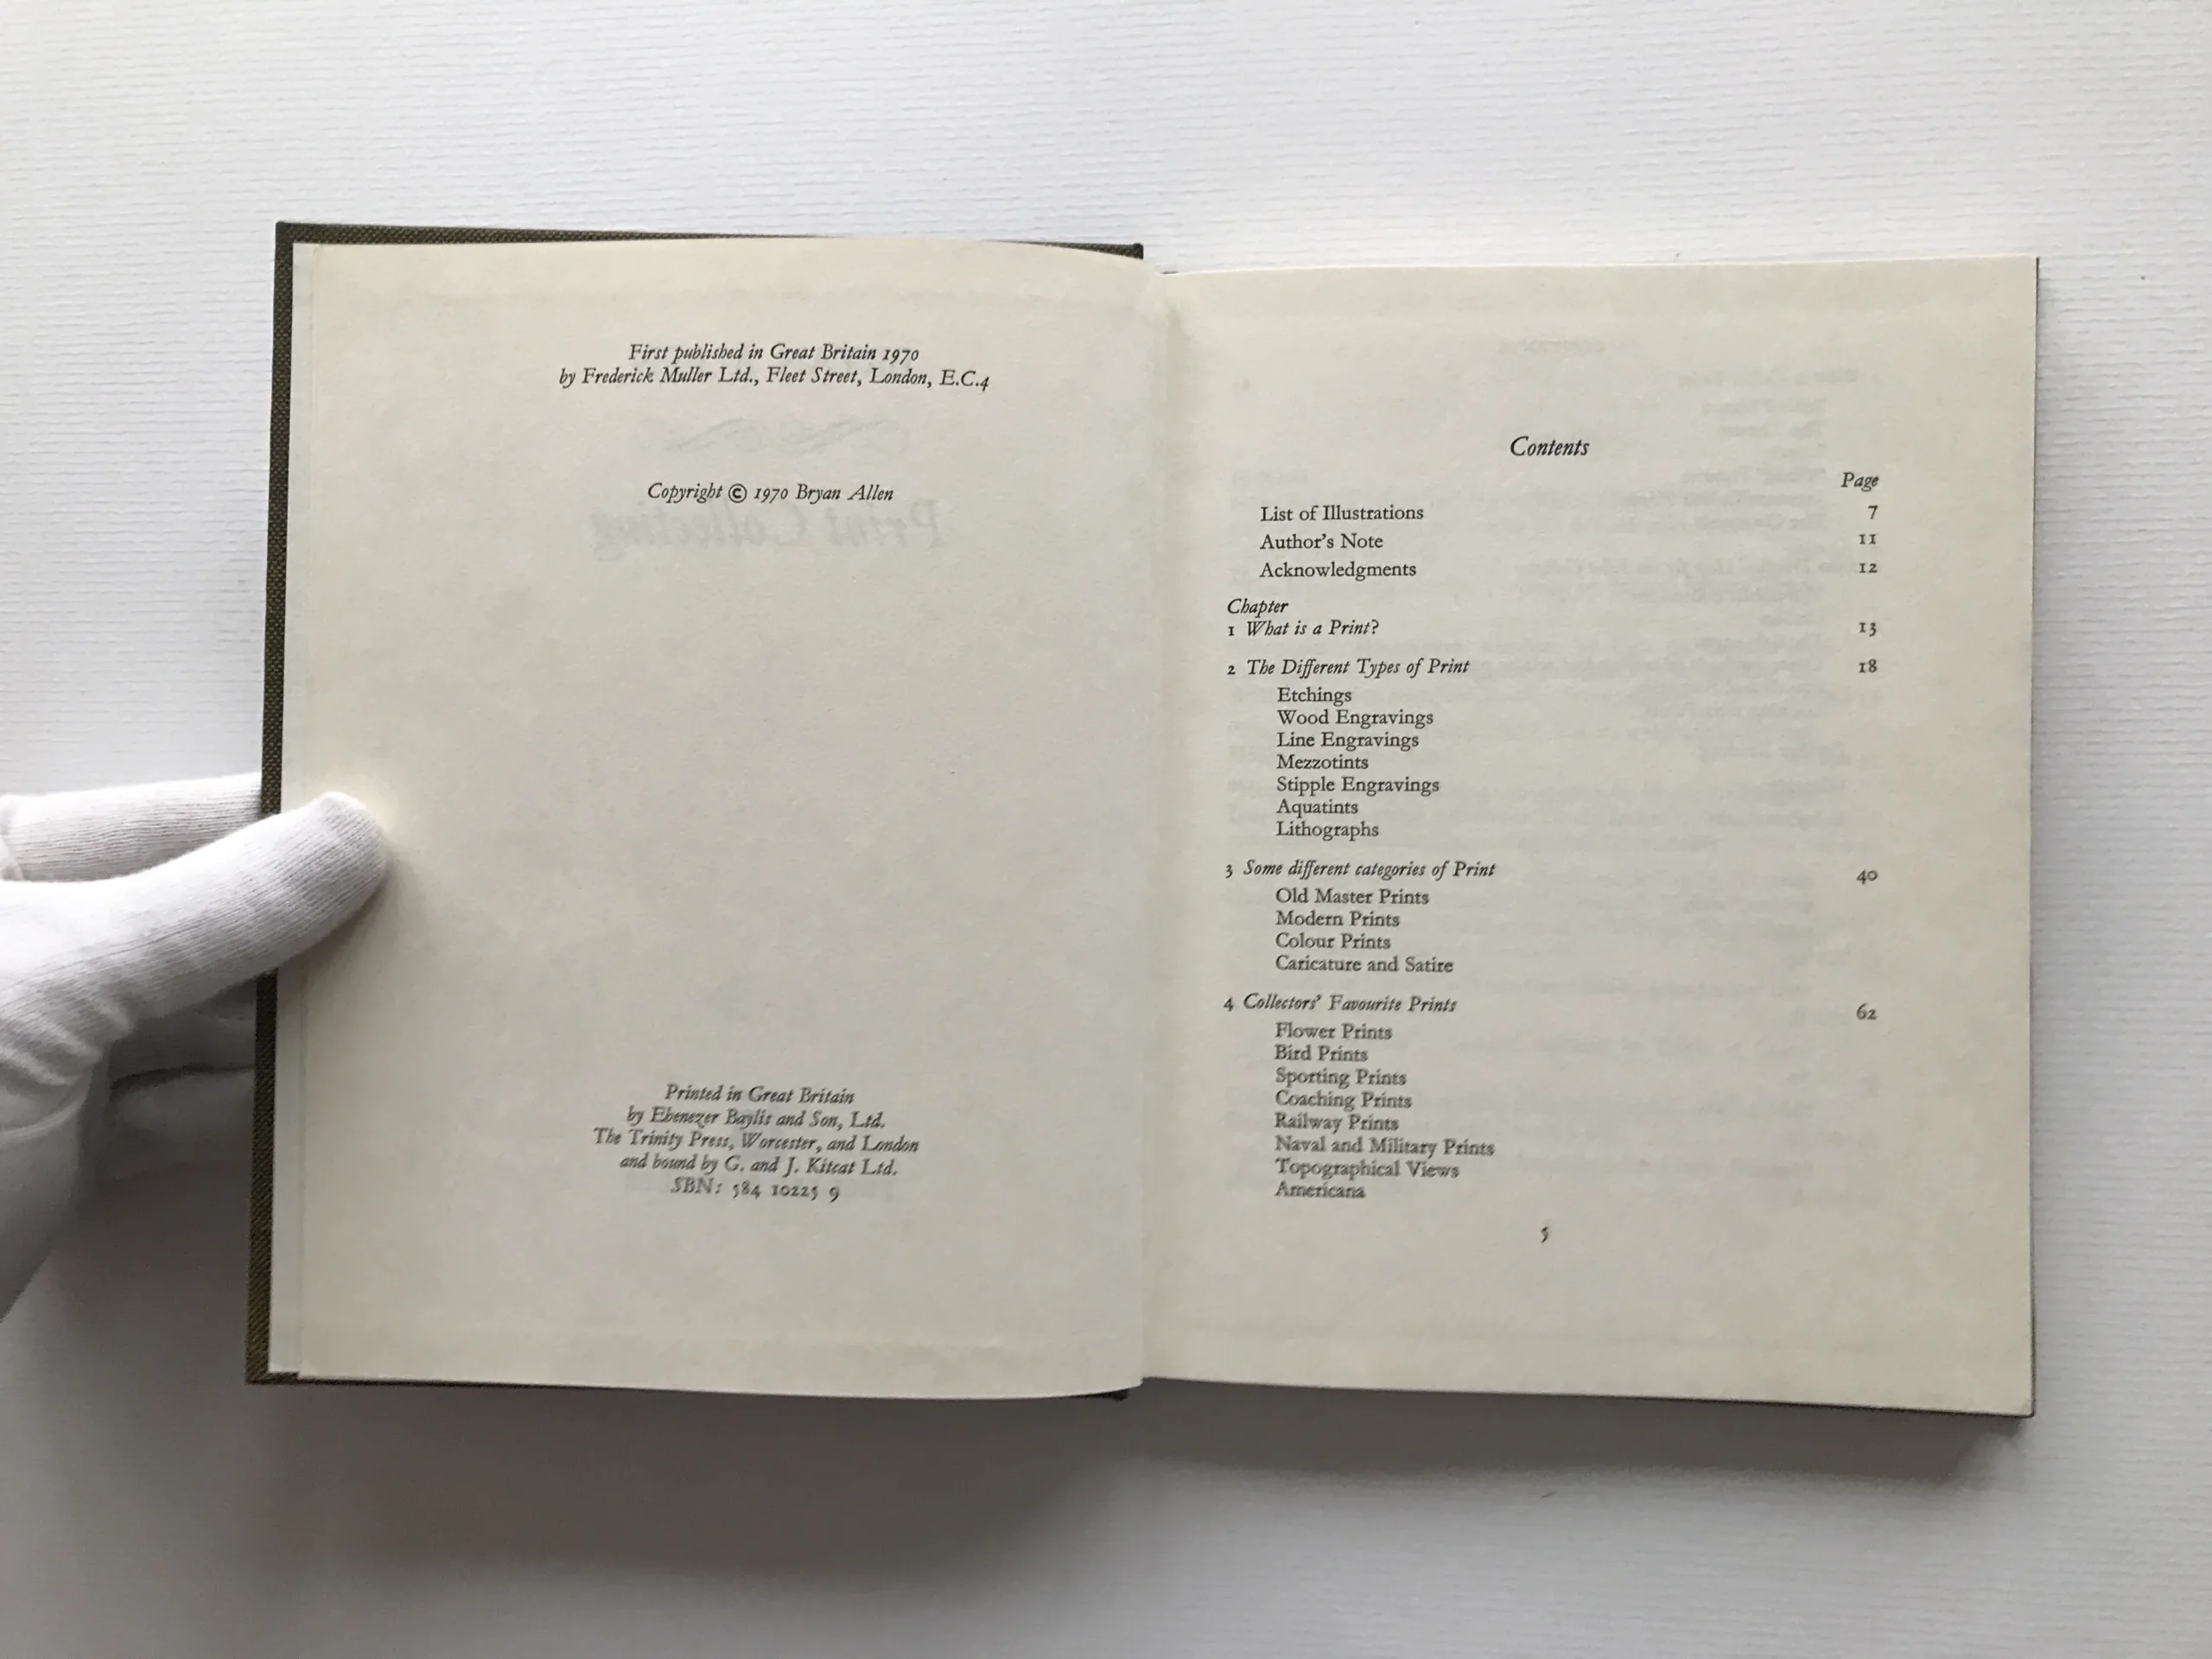 First published in Great Britain 1970
by Frederick Muller Ltd., Fleet Street, London, E.C.4
Copyright © 1970 Bryan Allen
Print Collecting
Printed in Great Britain
by Ebenezer Baylis and Son, Ltd.
The Trinity Press, Worcester, and London
and bound by G. and J. Kitcat Ltd.
SBN: 584 10225 9
Contents
Page
List of Illustrations 7
Author's Note 11
Acknowledgments 12
Chapter
1 What is a Print? 13
2 The Different Types of Print 18
Etchings
Wood Engravings
Line Engravings
Mezzotints
Stipple Engravings
Aquatints
Lithographs
3 Some different categories of Print 40
Old Master Prints
Modern Prints
Colour Prints
Caricature and Satire
4 Collectors' Favourite Prints 62
Flower Prints
Bird Prints
Sporting Prints
Coaching Prints
Railway Prints
Naval and Military Prints
Topographical Views
Americana
5